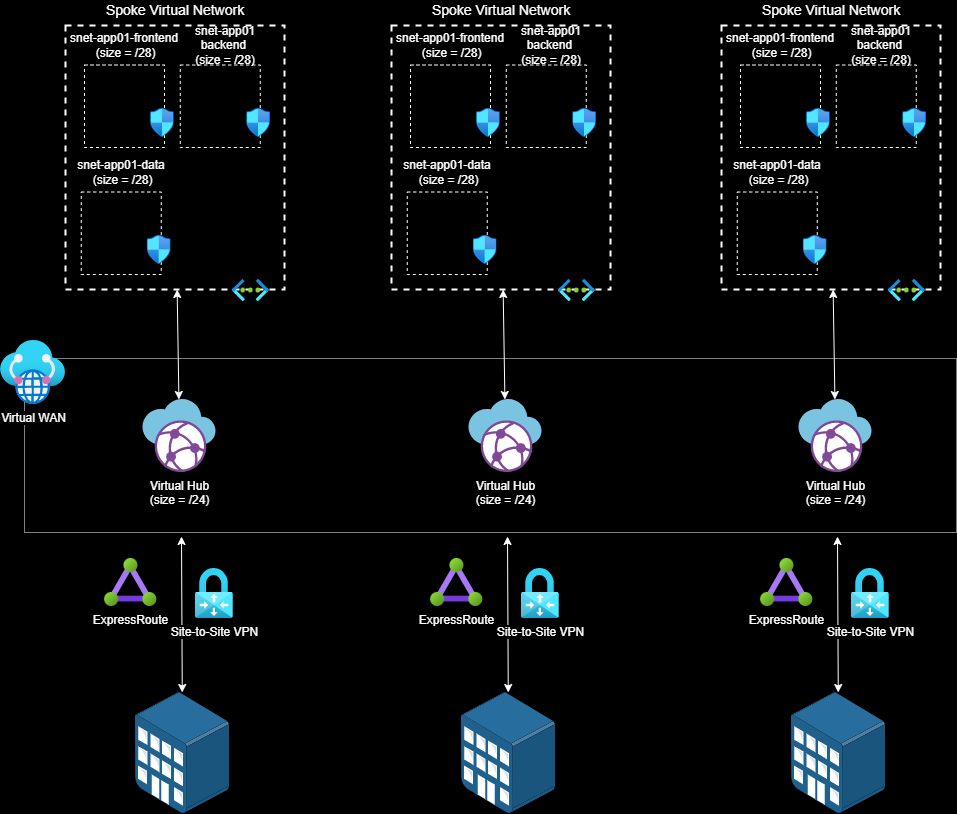 Spoke Virtual Network
snet-app01-frontend
(size = /28)
snet-app01
backend
(size = /28)
snet-app01-data
(size = /28)
Spoke Virtual Network
snet-app01-frontend
(size = /28)
snet-app01
backend
(size = /28)
snet-app01-data
(size = /28)
Spoke Virtual Network
snet-app01-frontend
(size = /28)
snet-app01
backend
(size = /28)
snet-app01-data
(size = /28)
Virtual WAN
Virtual Hub
(size = /24)
Virtual Hub
(size = /24)
Virtual Hub
(size = /24)
ExpressRoute
Site-to-Site VPN
ExpressRoute
Site-to-Site VPN
ExpressRoute
Site-to-Site VPN